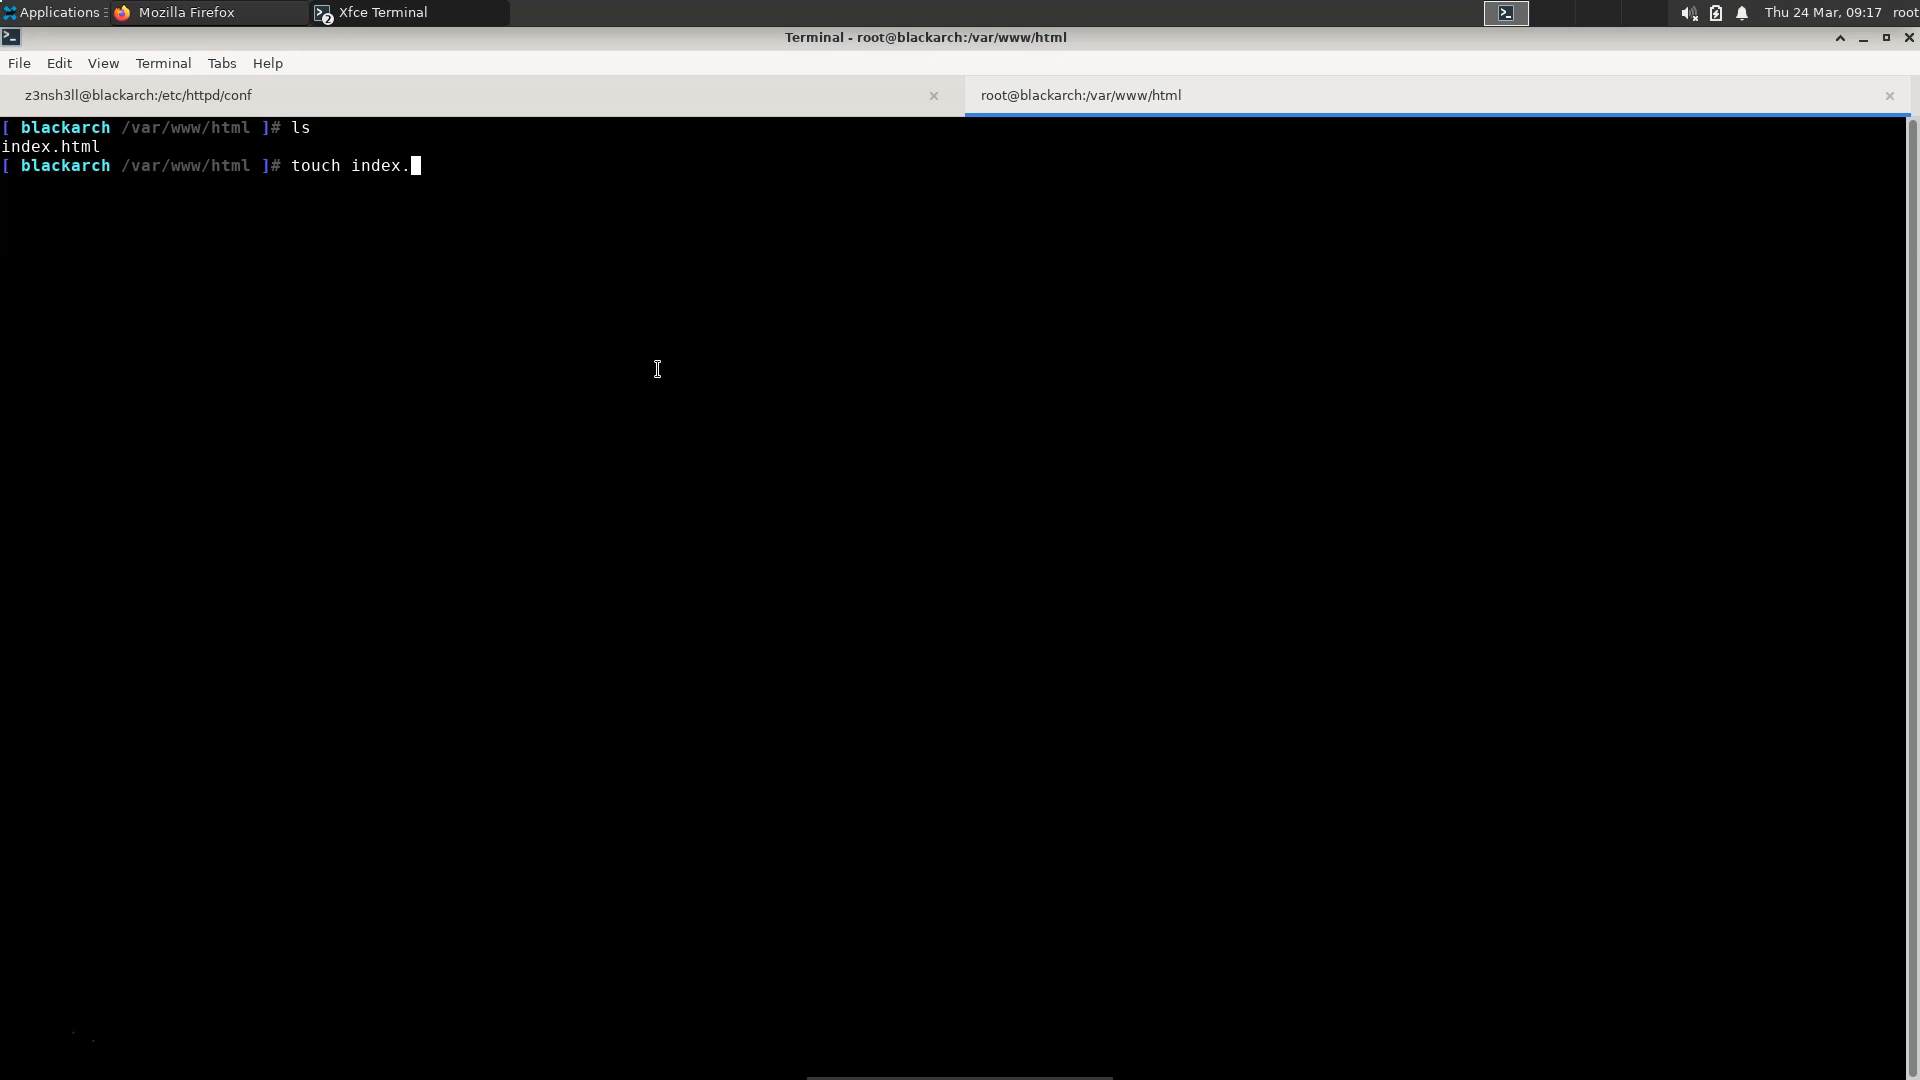 Applications Mozilla Firefox 2 Xfce Terminal Thu 24 Mar, 09:17 root
Terminal - root@blackarch:/var/www/html
File Edit View Terminal Tabs Help
z3nsh3ll@blackarch:/etc/httpd/conf root@blackarch:/var/www/html
[ blackarch /var/www/html ]# ls
index.html
[ blackarch /var/www/html ]# touch index.